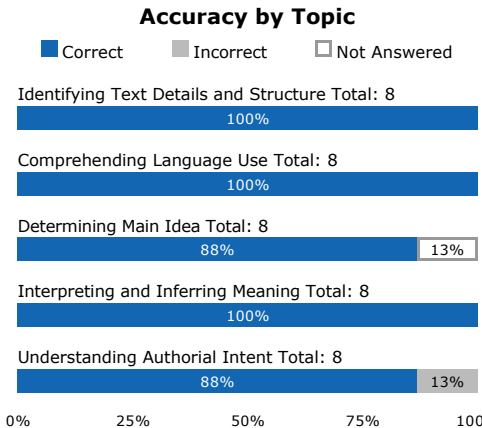 Accuracy by Topic
Correct Incorrect Not Answered
Identifying Text Details and Structure Total: 8
100%
Comprehending Language Use Total: 8
100%
Determining Main Idea Total: 8
88% 13%
Interpreting and Inferring Meaning Total: 8
100%
Understanding Authorial Intent Total: 8
88% 13%
0% 25% 50% 75% 100